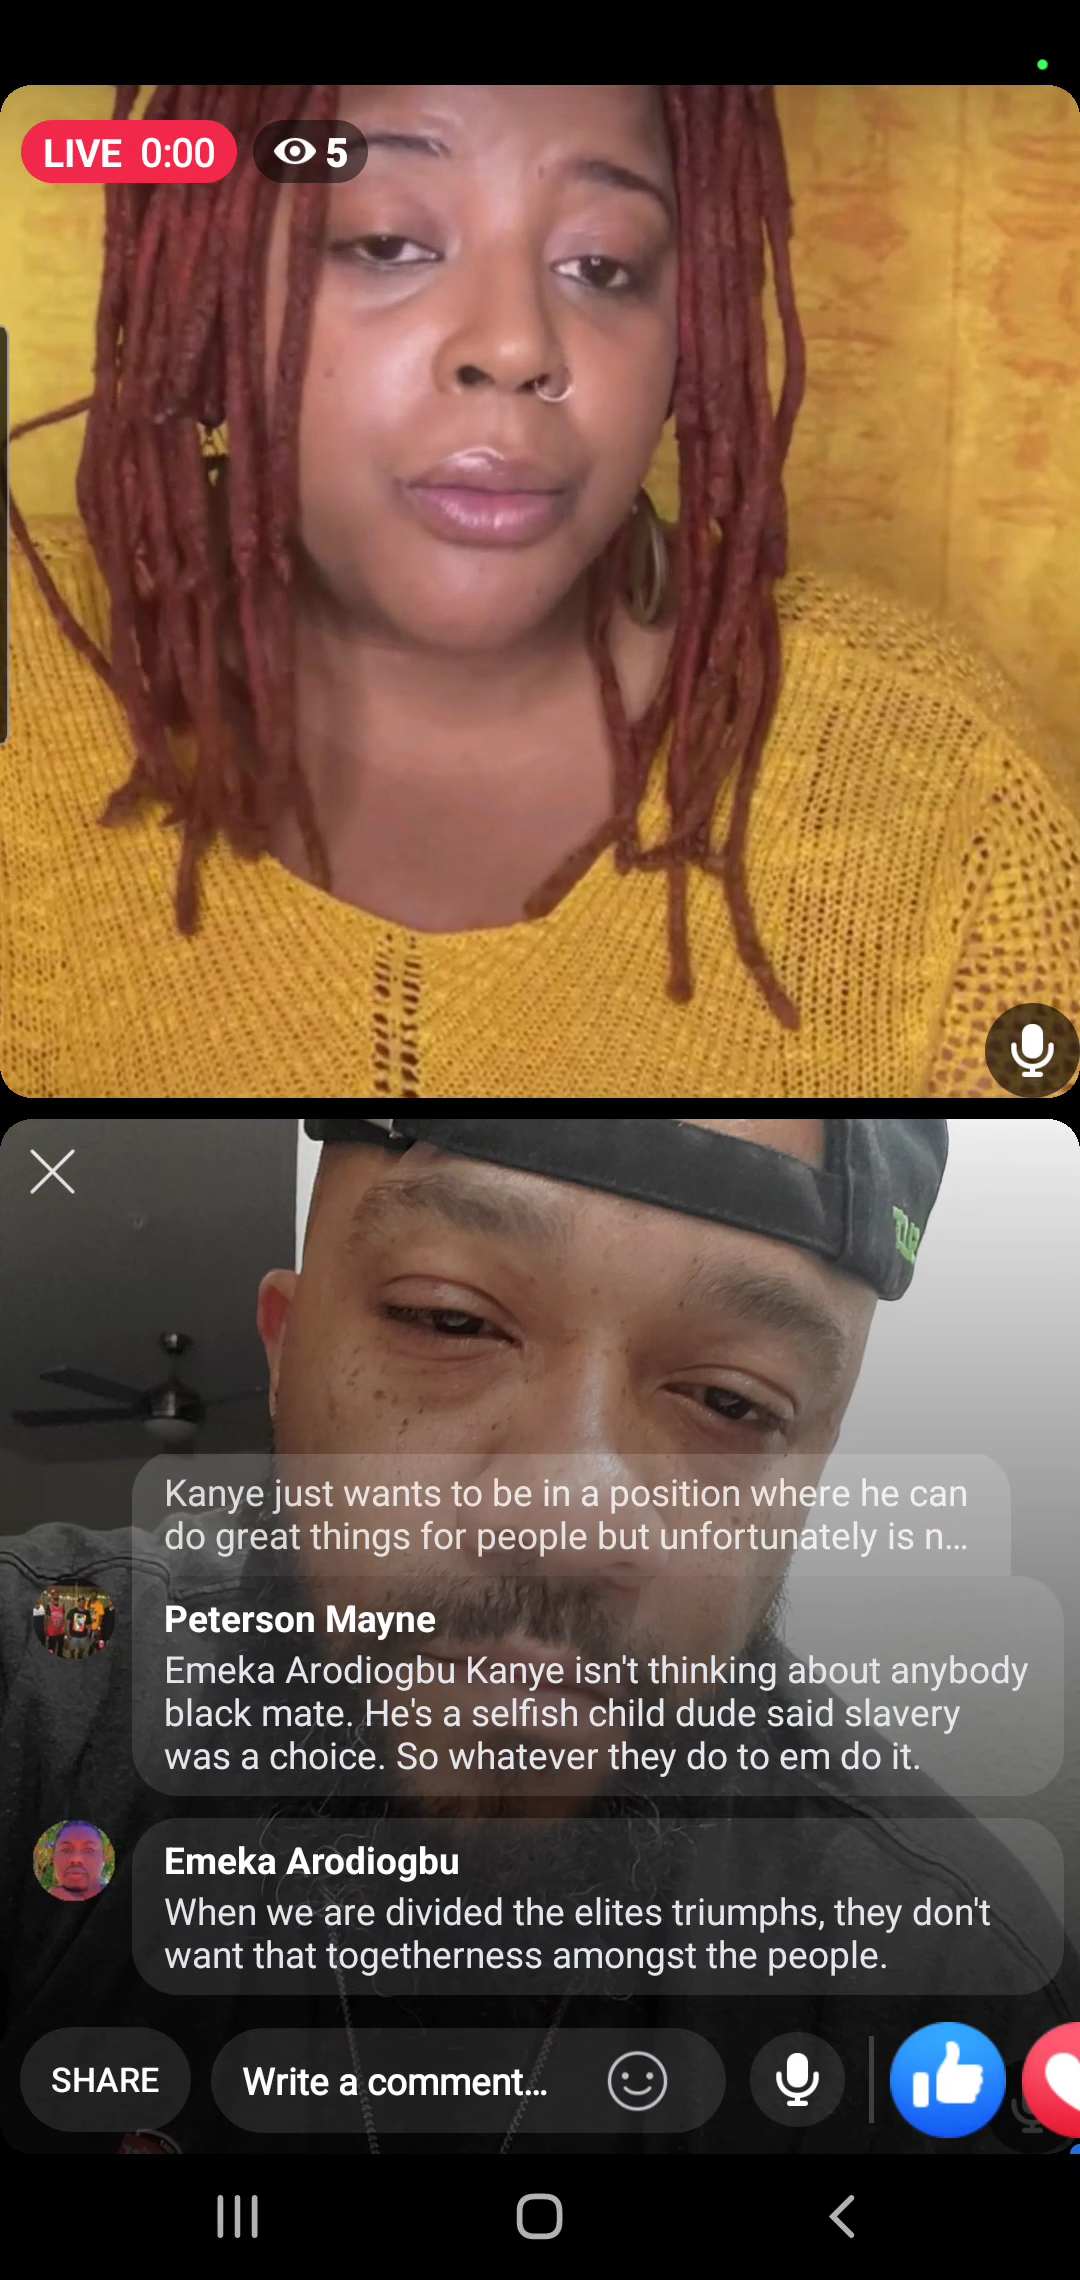 LIVE 0:00 5
Kanye just wants to be in a position where he can
do great things for people but unfortunately is n...
Peterson Mayne
Emeka Arodiogbu Kanye isn't thinking about anybody
black mate. He's a selfish child dude said slavery
was a choice. So whatever they do to em do it.
Emeka Arodiogbu
When we are divided the elites triumphs, they don't
want that togetherness amongst the people.
SHARE Write a comment...